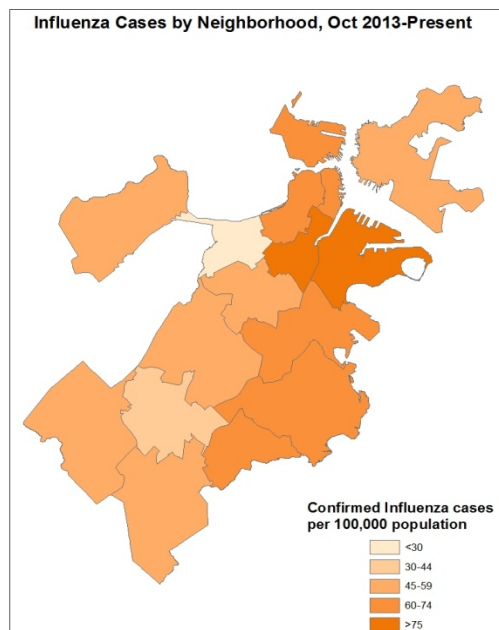 Influenza Cases by Neighborhood, Oct 2013-Present
Confirmed Influenza cases
per 100,000 population
<30
30-44
45-59
60-74
>75